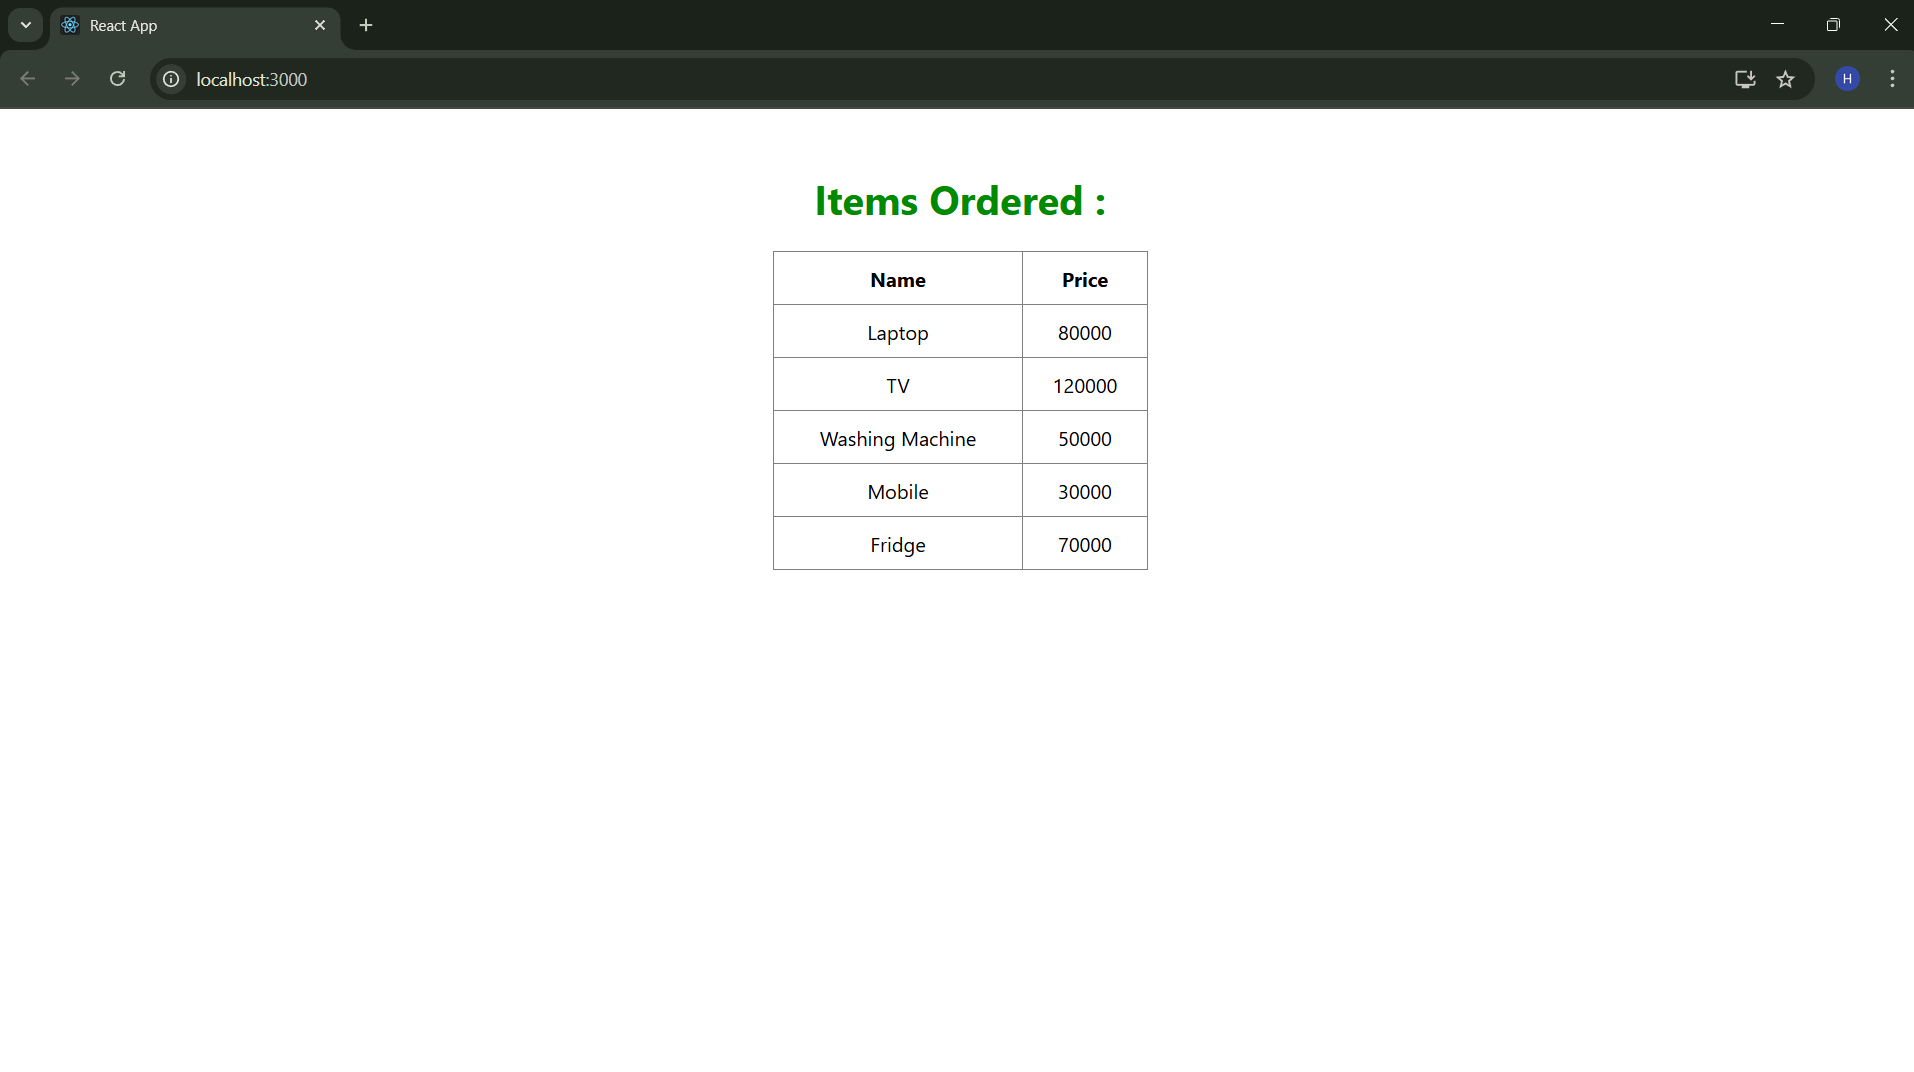 React App
localhost:3000
H
Items Ordered :
Name Price
Laptop 80000
TV 120000
Washing Machine 50000
Mobile 30000
Fridge 70000